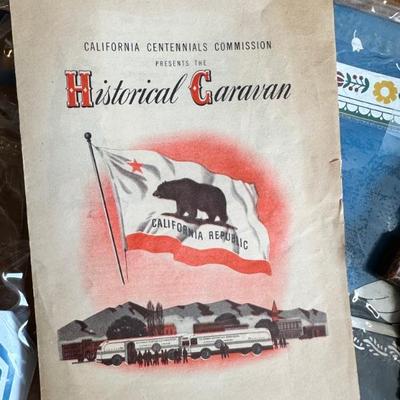 CALIFORNIA CENTENNIALS COMMISSION
PRESENTS THE
Historical Caravan
CALIFORNIA REPUBLIC